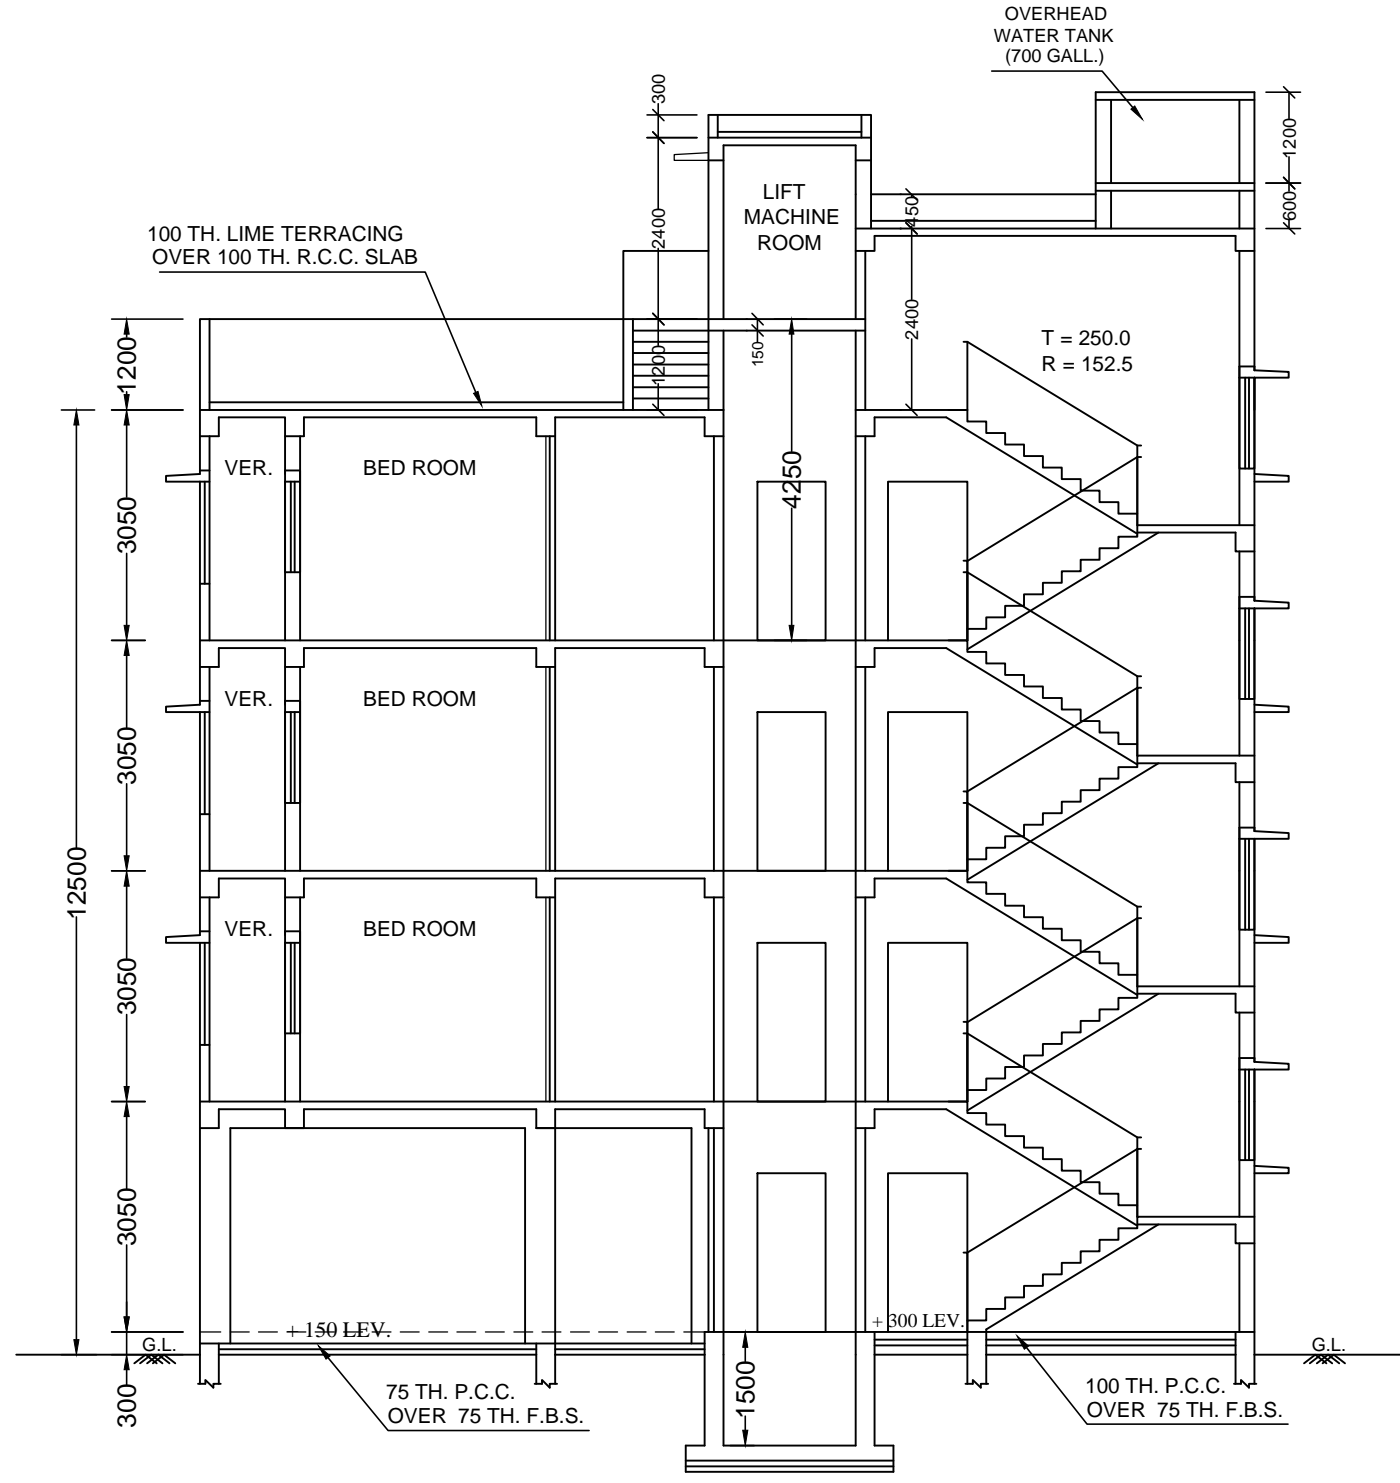 OVERHEAD
WATER TANK
(700 GALL.)
300
1200
LIFT
MACHINE
ROOM
450
600
100 TH. LIME TERRACING
OVER 100 TH. R.C.C. SLAB
2400
2400
1200
1200
150
T = 250.0
R = 152.5
VER.
BED ROOM
4250
3050
VER.
BED ROOM
3050
12500
VER.
BED ROOM
3050
3050
+ 150 LEV.
+ 300 LEV.
G.L.
G.L.
300
1500
75 TH. P.C.C.
OVER 75 TH. F.B.S.
100 TH. P.C.C.
OVER 75 TH. F.B.S.